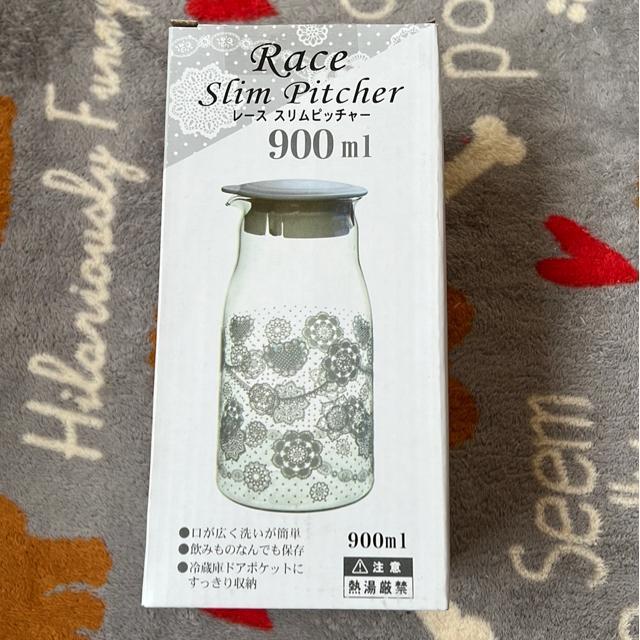 Race
Slim Pitcher
レース スリムピッチャー
900ml
●口が広く洗いが簡単
●飲みものなんでも保存
●冷蔵庫ドアポケットに
すっきり収納
900ml
注意
熱湯厳禁
Hilariously Funny
Seem
Seem
po